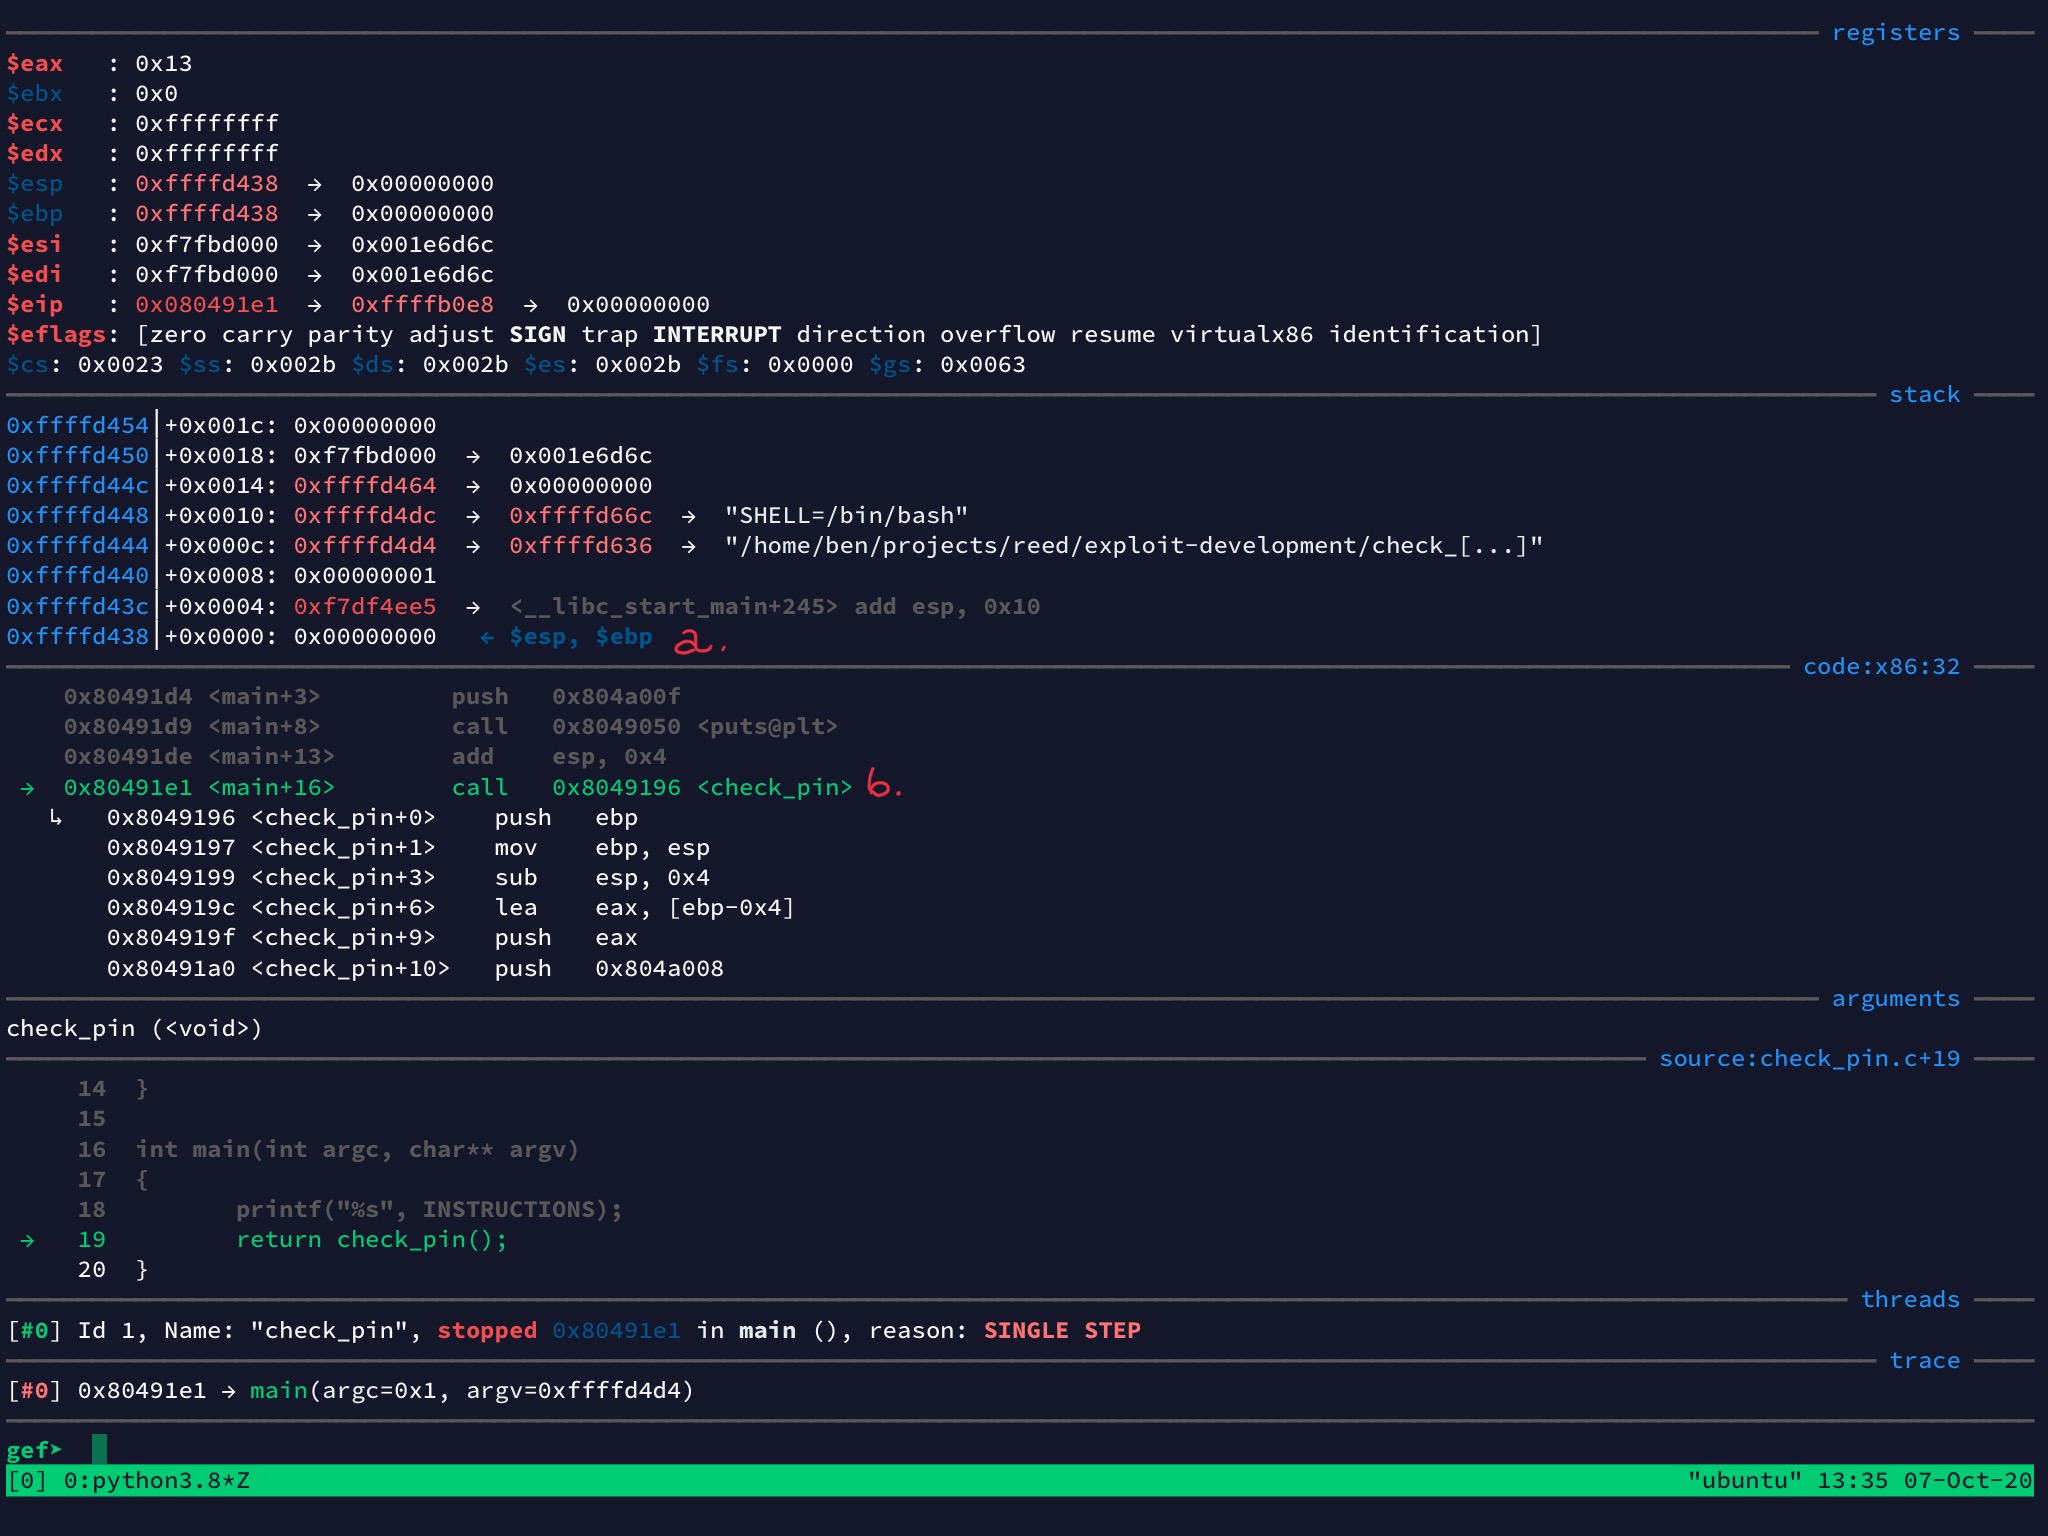 registers
$eax   : 0x13
$ebx   : 0x0
$ecx   : 0xffffffff
$edx   : 0xffffffff
$esp   : 0xffffd438  →  0x00000000
$ebp   : 0xffffd438  →  0x00000000
$esi   : 0xf7fbd000  →  0x001e6d6c
$edi   : 0xf7fbd000  →  0x001e6d6c
$eip   : 0x080491e1  →  0xffffb0e8  →  0x00000000
$eflags: [zero carry parity adjust SIGN trap INTERRUPT direction overflow resume virtualx86 identification]
$cs: 0x0023 $ss: 0x002b $ds: 0x002b $es: 0x002b $fs: 0x0000 $gs: 0x0063
stack
0xffffd454│+0x001c: 0x00000000
0xffffd450│+0x0018: 0xf7fbd000  →  0x001e6d6c
0xffffd44c│+0x0014: 0xffffd464  →  0x00000000
0xffffd448│+0x0010: 0xffffd4dc  →  0xffffd66c  →  "SHELL=/bin/bash"
0xffffd444│+0x000c: 0xffffd4d4  →  0xffffd636  →  "/home/ben/projects/reed/exploit-development/check_[...]"
0xffffd440│+0x0008: 0x00000001
0xffffd43c│+0x0004: 0xf7df4ee5  →  <__libc_start_main+245> add esp, 0x10
0xffffd438│+0x0000: 0x00000000   ← $esp, $ebp a.
code:x86:32
0x80491d4 <main+3>         push   0x804a00f
0x80491d9 <main+8>         call   0x8049050 <puts@plt>
0x80491de <main+13>        add    esp, 0x4
→  0x80491e1 <main+16>        call   0x8049196 <check_pin> b.
↳   0x8049196 <check_pin+0>    push   ebp
0x8049197 <check_pin+1>    mov    ebp, esp
0x8049199 <check_pin+3>    sub    esp, 0x4
0x804919c <check_pin+6>    lea    eax, [ebp-0x4]
0x804919f <check_pin+9>    push   eax
0x80491a0 <check_pin+10>   push   0x804a008
arguments
check_pin (<void>)
source:check_pin.c+19
14  }
15
16  int main(int argc, char** argv)
17  {
18         printf("%s", INSTRUCTIONS);
→   19         return check_pin();
20  }
threads
[#0] Id 1, Name: "check_pin", stopped 0x80491e1 in main (), reason: SINGLE STEP
trace
[#0] 0x80491e1 → main(argc=0x1, argv=0xffffd4d4)
gef➤
[0] 0:python3.8*Z "ubuntu" 13:35 07-Oct-20